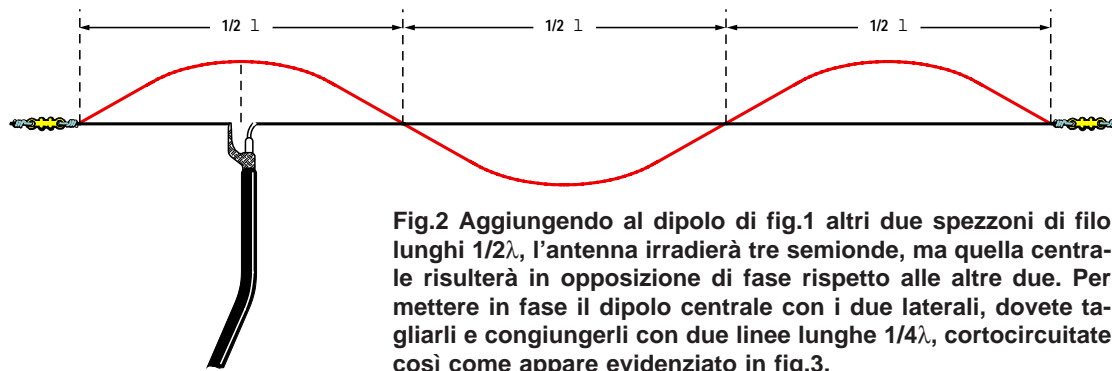 1/2 l 1/2 l 1/2 l
Fig.2 Aggiungendo al dipolo di fig.1 altri due spezzoni di filo
lunghi 1/2λ, l'antenna irradierà tre semionde, ma quella centra-
le risulterà in opposizione di fase rispetto alle altre due. Per
mettere in fase il dipolo centrale con i due laterali, dovete ta-
gliarli e congiungerli con due linee lunghe 1/4λ, cortocircuitate
così come appare evidenziato in fig.3.